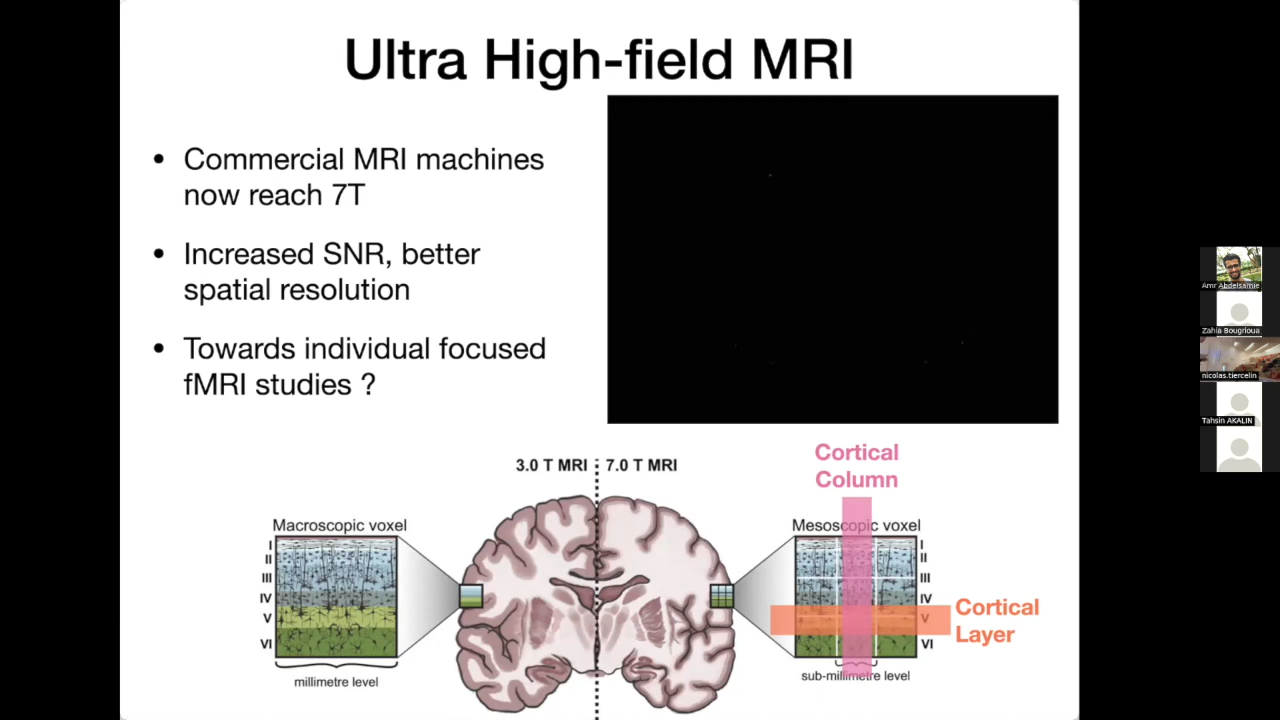 Ultra High-field MRI
• Commercial MRI machines
now reach 7T
• Increased SNR, better
spatial resolution
• Towards individual focused
fMRI studies ?
3.0 T MRI
7.0 T MRI
Macroscopic voxel
I
II
III
IV
V
VI
millimetre level
Cortical
Column
Mesoscopic voxel
I
II
III
IV
V
VI
Cortical
Layer
sub-millimetre level
Amr Abdelsamie
Zahia Bougrioua
nicolas.tiercelin
Tahsin AKALIN